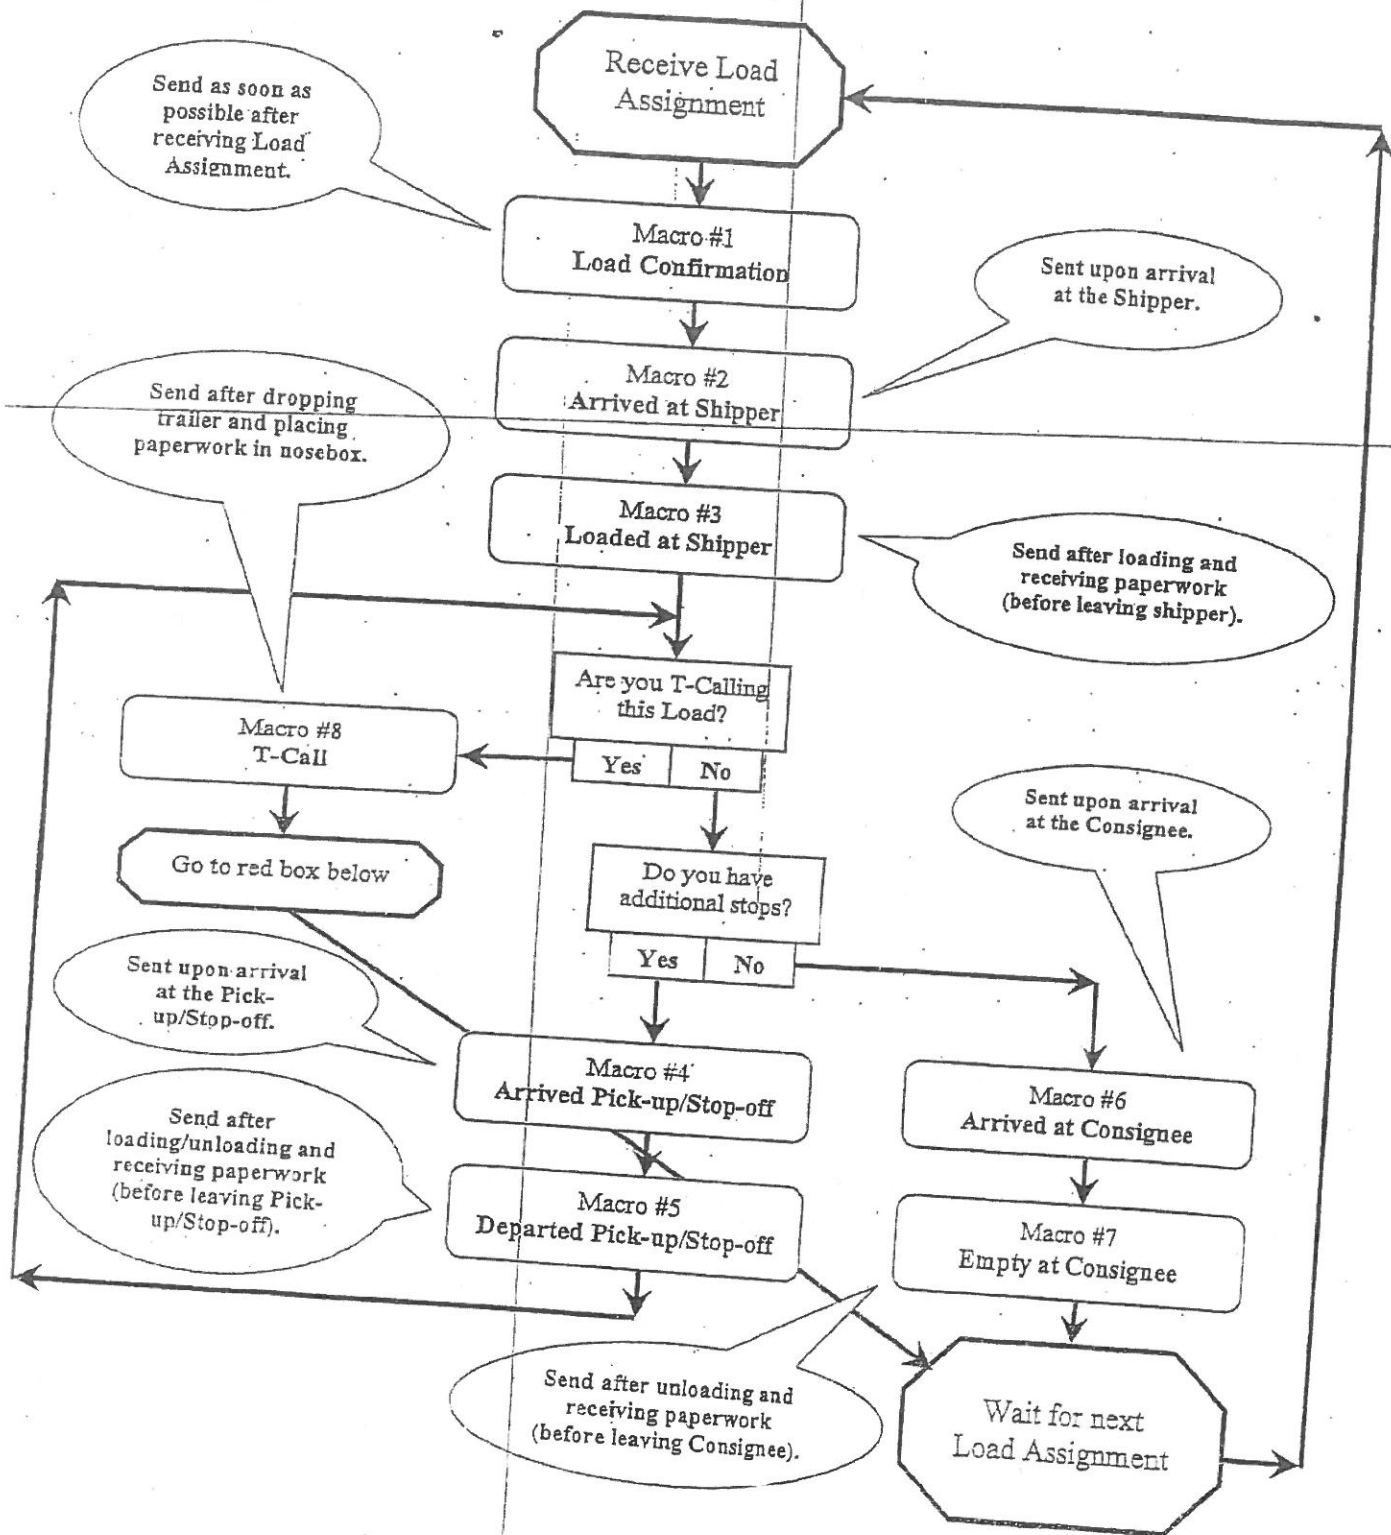 Receive Load
Assignment
Send as soon as
possible after
receiving Load
Assignment.
Macro #1
Load Confirmation
Sent upon arrival
at the Shipper.
Macro #2
Arrived at Shipper
Send after dropping
trailer and placing
paperwork in nosebox.
Macro #3
Loaded at Shipper
Send after loading and
receiving paperwork
(before leaving shipper).
Are you T-Calling
this Load?
Yes
No
Macro #8
T-Call
Go to red box below
Do you have
additional stops?
Yes
No
Sent upon arrival
at the Consignee.
Sent upon arrival
at the Pick-
up/Stop-off.
Macro #4
Arrived Pick-up/Stop-off
Macro #6
Arrived at Consignee
Send after
loading/unloading and
receiving paperwork
(before leaving Pick-
up/Stop-off).
Macro #5
Departed Pick-up/Stop-off
Macro #7
Empty at Consignee
Send after unloading and
receiving paperwork
(before leaving Consignee).
Wait for next
Load Assignment